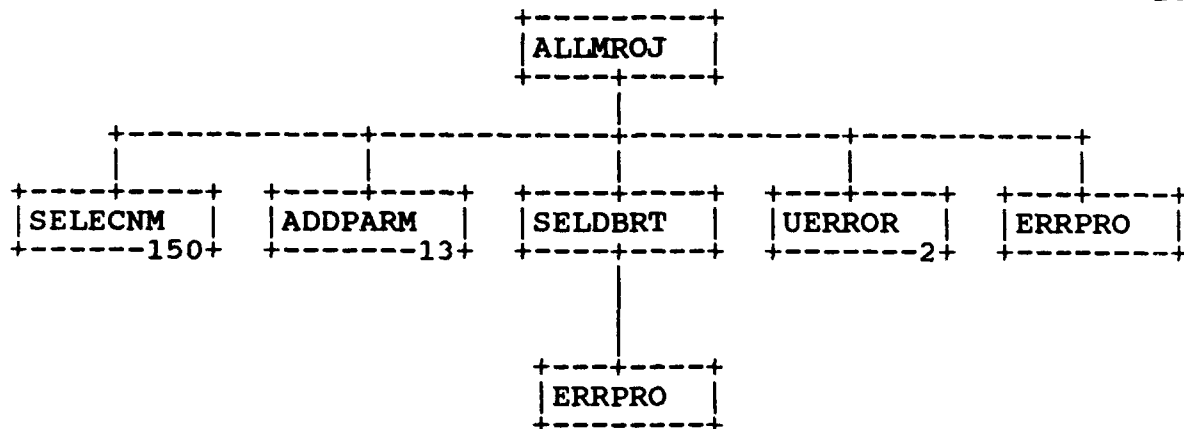 ALLMROJ
SELECNM ADDPARM SELDBRT UERROR ERRPRO
150 13 2
ERRPRO